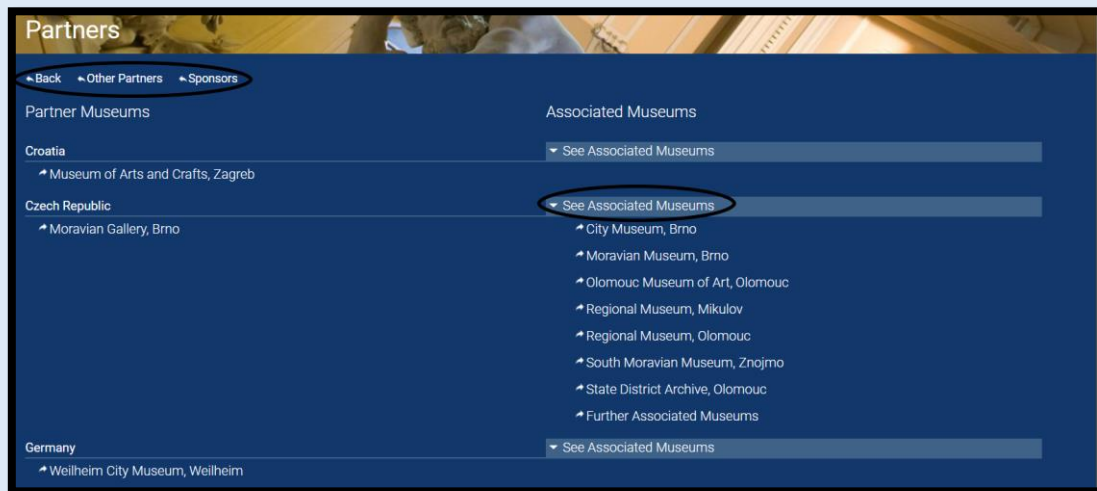 Partners
Back Other Partners Sponsors
Partner Museums
Associated Museums
Croatia
See Associated Museums
Museum of Arts and Crafts, Zagreb
Czech Republic
See Associated Museums
Moravian Gallery, Brno
City Museum, Brno
Moravian Museum, Brno
Olomouc Museum of Art, Olomouc
Regional Museum, Mikulov
Regional Museum, Olomouc
South Moravian Museum, Znojmo
State District Archive, Olomouc
Further Associated Museums
Germany
See Associated Museums
Weilheim City Museum, Weilheim